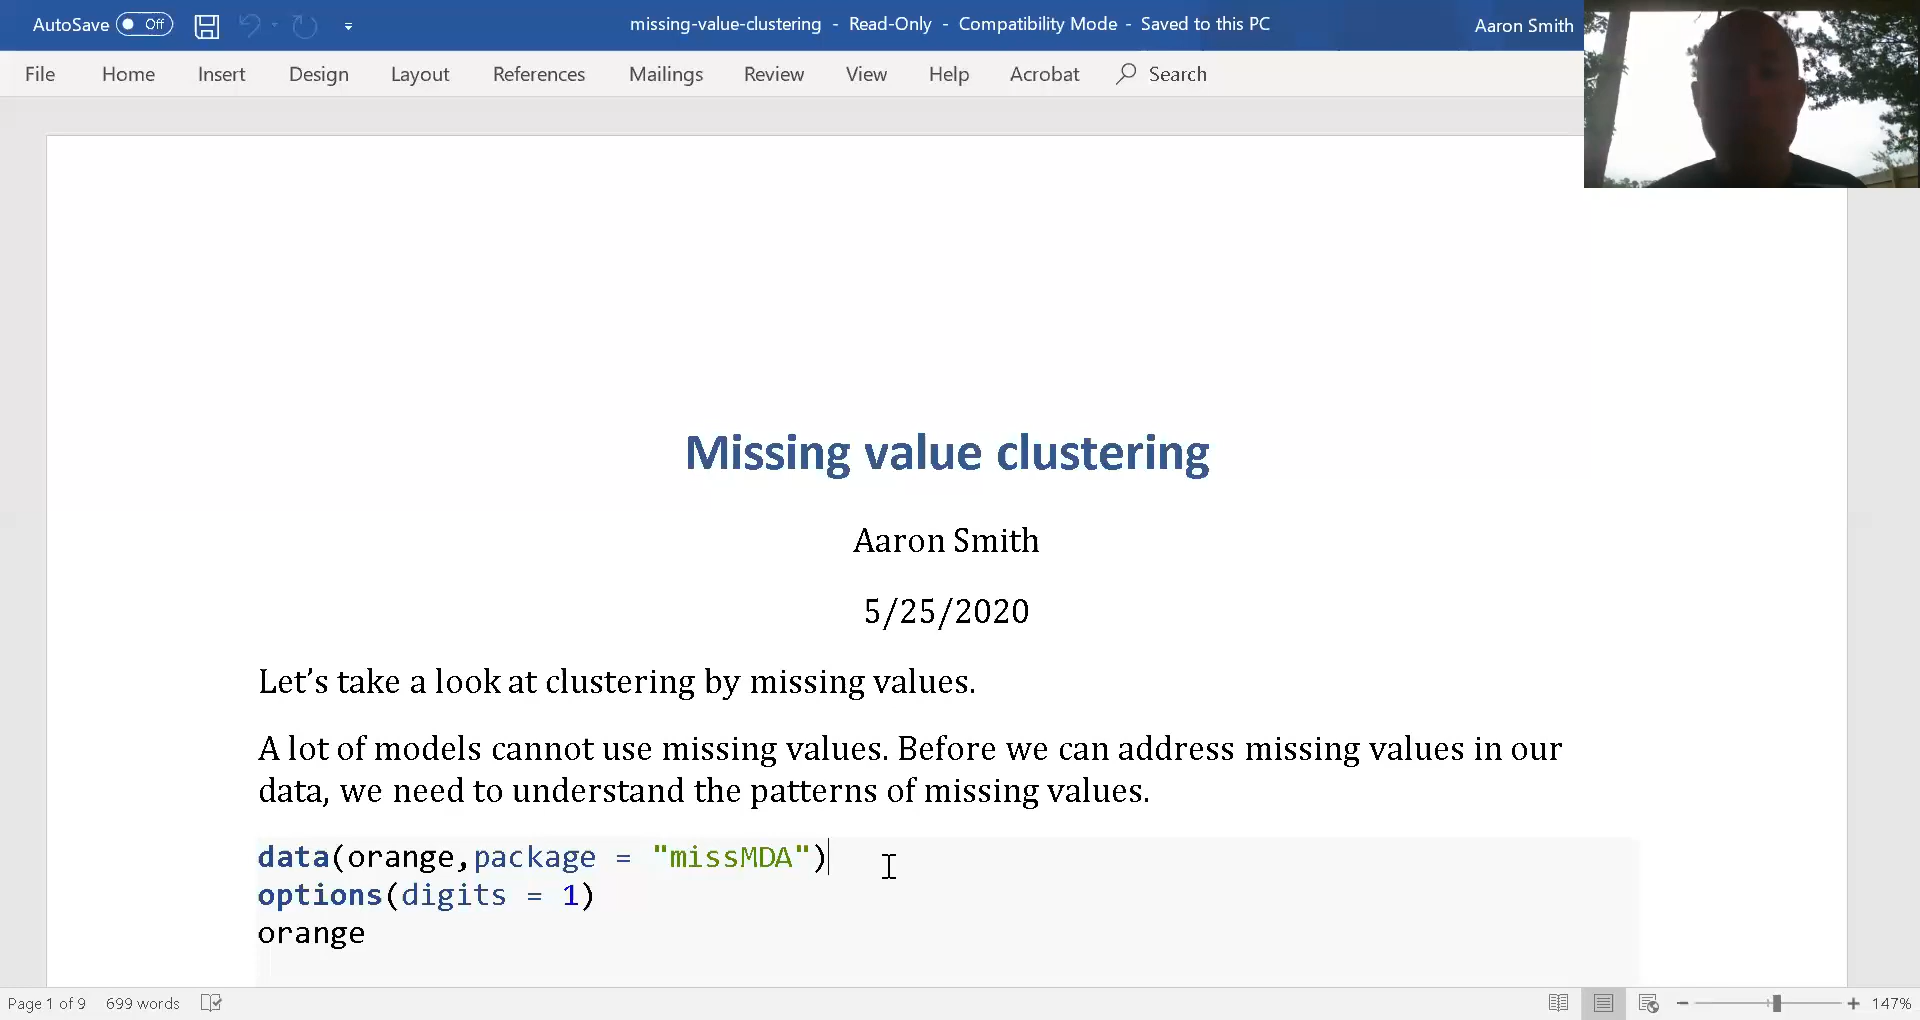 AutoSave Off missing-value-clustering - Read-Only - Compatibility Mode - Saved to this PC Aaron Smith
File Home Insert Design Layout References Mailings Review View Help Acrobat Search
Missing value clustering
Aaron Smith
5/25/2020
Let’s take a look at clustering by missing values.
A lot of models cannot use missing values. Before we can address missing values in our
data, we need to understand the patterns of missing values.
data(orange,package = "missMDA")
options(digits = 1)
orange
Page 1 of 9 699 words 147%